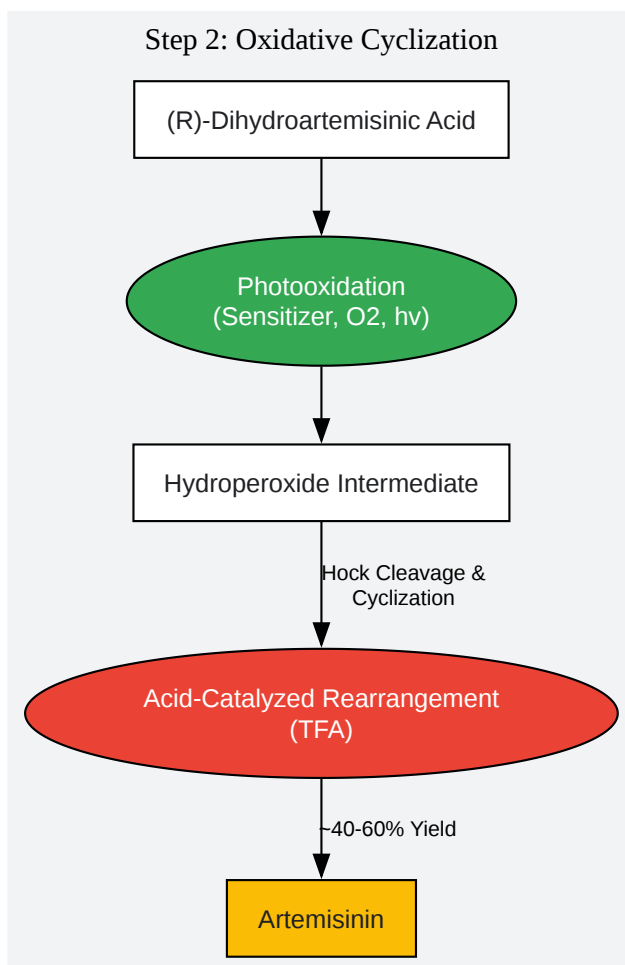 Step 2: Oxidative Cyclization
(R)-Dihydroartemisinic Acid
Photooxidation
(Sensitizer, O2, hv)
Hydroperoxide Intermediate
Hock Cleavage &
Cyclization
Acid-Catalyzed Rearrangement
(TFA)
~40-60% Yield
Artemisinin